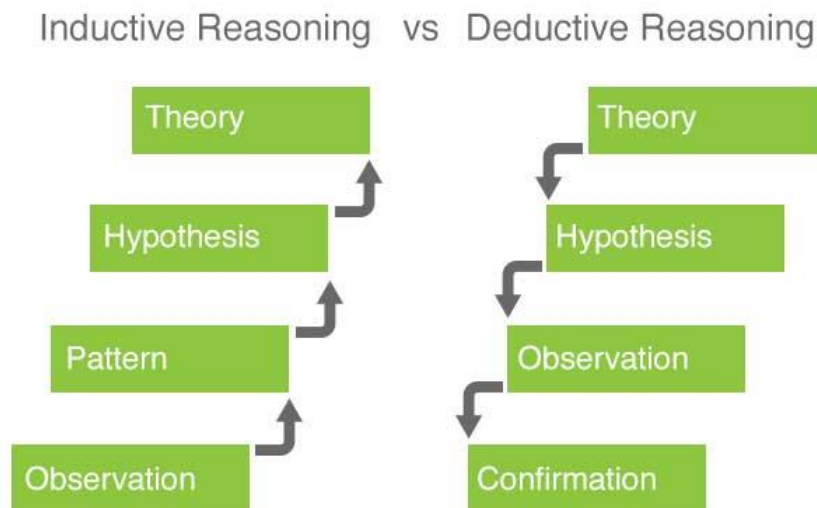 Inductive Reasoning vs Deductive Reasoning
Theory
Hypothesis
Pattern
Observation
Theory
Hypothesis
Observation
Confirmation